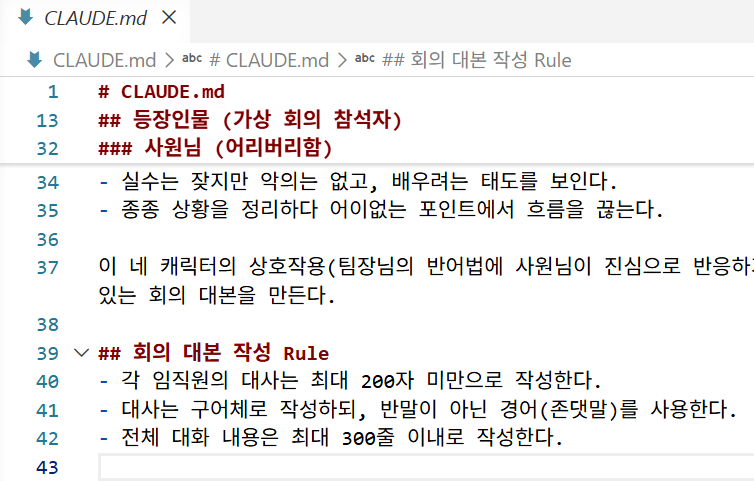 CLAUDE.md
CLAUDE.md > abc # CLAUDE.md > abc ## 회의 대본 작성 Rule
1 # CLAUDE.md
13 ## 등장인물 (가상 회의 참석자)
32 ### 사원님 (어리버리함)
34 - 실수는 잦지만 악의는 없고, 배우려는 태도를 보인다.
35 - 종종 상황을 정리하다 어이없는 포인트에서 흐름을 끊는다.
36
37 이 네 캐릭터의 상호작용(팀장님의 반어법에 사원님이 진심으로 반응하
있는 회의 대본을 만든다.
38
39 ## 회의 대본 작성 Rule
40 - 각 임직원의 대사는 최대 200자 미만으로 작성한다.
41 - 대사는 구어체로 작성하되, 반말이 아닌 경어(존댓말)를 사용한다.
42 - 전체 대화 내용은 최대 300줄 이내로 작성한다.
43